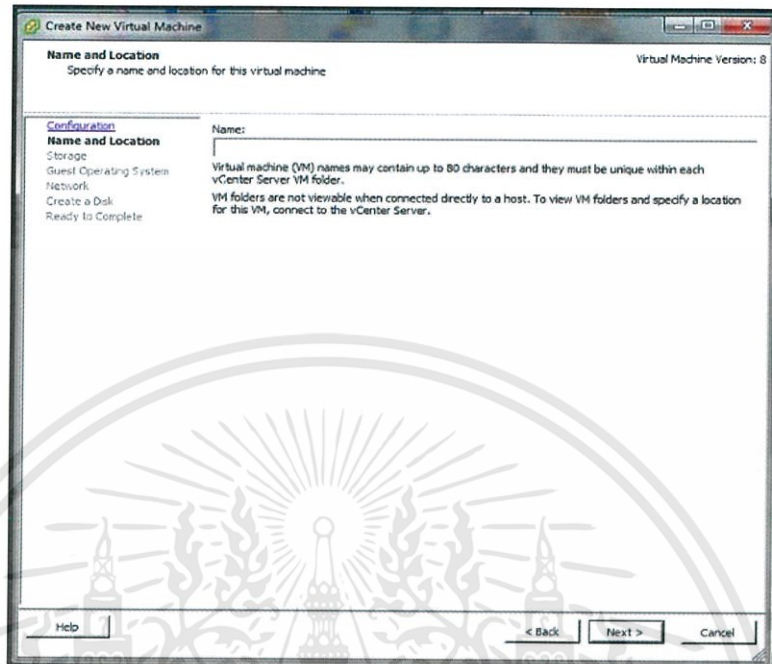 Create New Virtual Machine
Name and Location
Specify a name and location for this virtual machine
Virtual Machine Version: 8
Configuration
Name and Location
Storage
Guest Operating System
Network
Create a Disk
Ready to Complete
Name:
Virtual machine (VM) names may contain up to 80 characters and they must be unique within each
vCenter Server VM folder.
VM folders are not viewable when connected directly to a host. To view VM folders and specify a location
for this VM, connect to the vCenter Server.
Help
< Back
Next >
Cancel